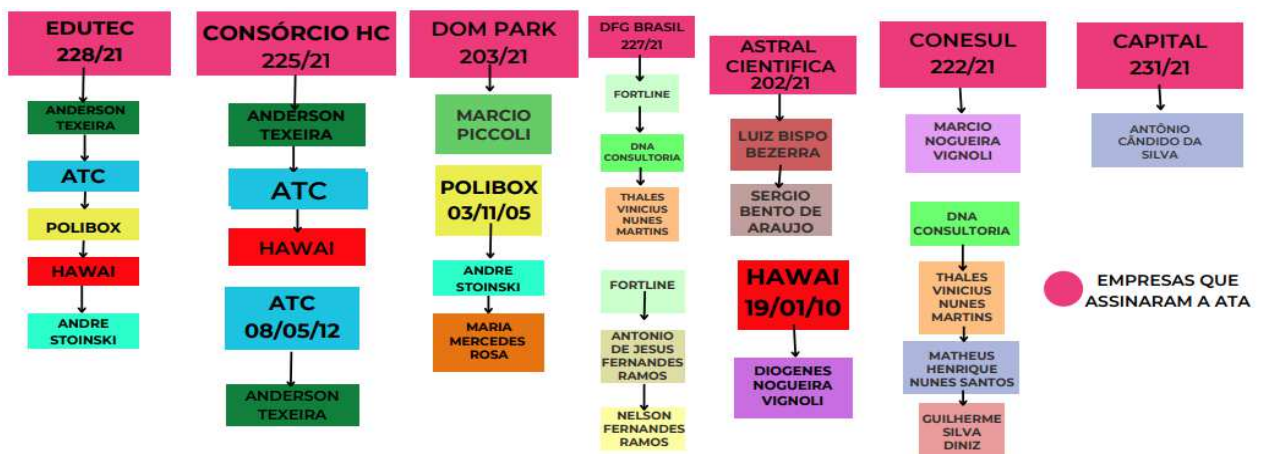 EDUTEC
228/21
ANDERSON
TEXEIRA
ATC
POLIBOX
HAWAI
ANDRE
STOINSKI
CONSÓRCIO HC
225/21
ANDERSON
TEXEIRA
ATC
HAWAI
ATC
08/05/12
ANDERSON
TEXEIRA
DOM PARK
203/21
MARCIO
PICCOLI
POLIBOX
03/11/05
ANDRE
STOINSKI
MARIA
MERCEDES
ROSA
DFG BRASIL
227/21
FORTLINE
DNA
CONSULTORIA
THALES
VINICIUS
NUNES
MARTINS
FORTLINE
ANTONIO
DE JESUS
FERNANDES
RAMOS
NELSON
FERNANDES
RAMOS
ASTRAL
CIENTIFICA
202/21
LUIZ BISPO
BEZERRA
SERGIO
BENTO DE
ARAUJO
HAWAI
19/01/10
DIOGENES
NOGUEIRA
VIGNOLI
CONESUL
222/21
MARCIO
NOGUEIRA
VIGNOLI
DNA
CONSULTORIA
THALES
VINICIUS
NUNES
MARTINS
MATHEUS
HENRIQUE
NUNES SANTOS
GUILHERME
SILVA
DINIZ
CAPITAL
231/21
ANTÔNIO
CÂNDIDO DA
SILVA
EMPRESAS QUE
ASSINARAM A ATA